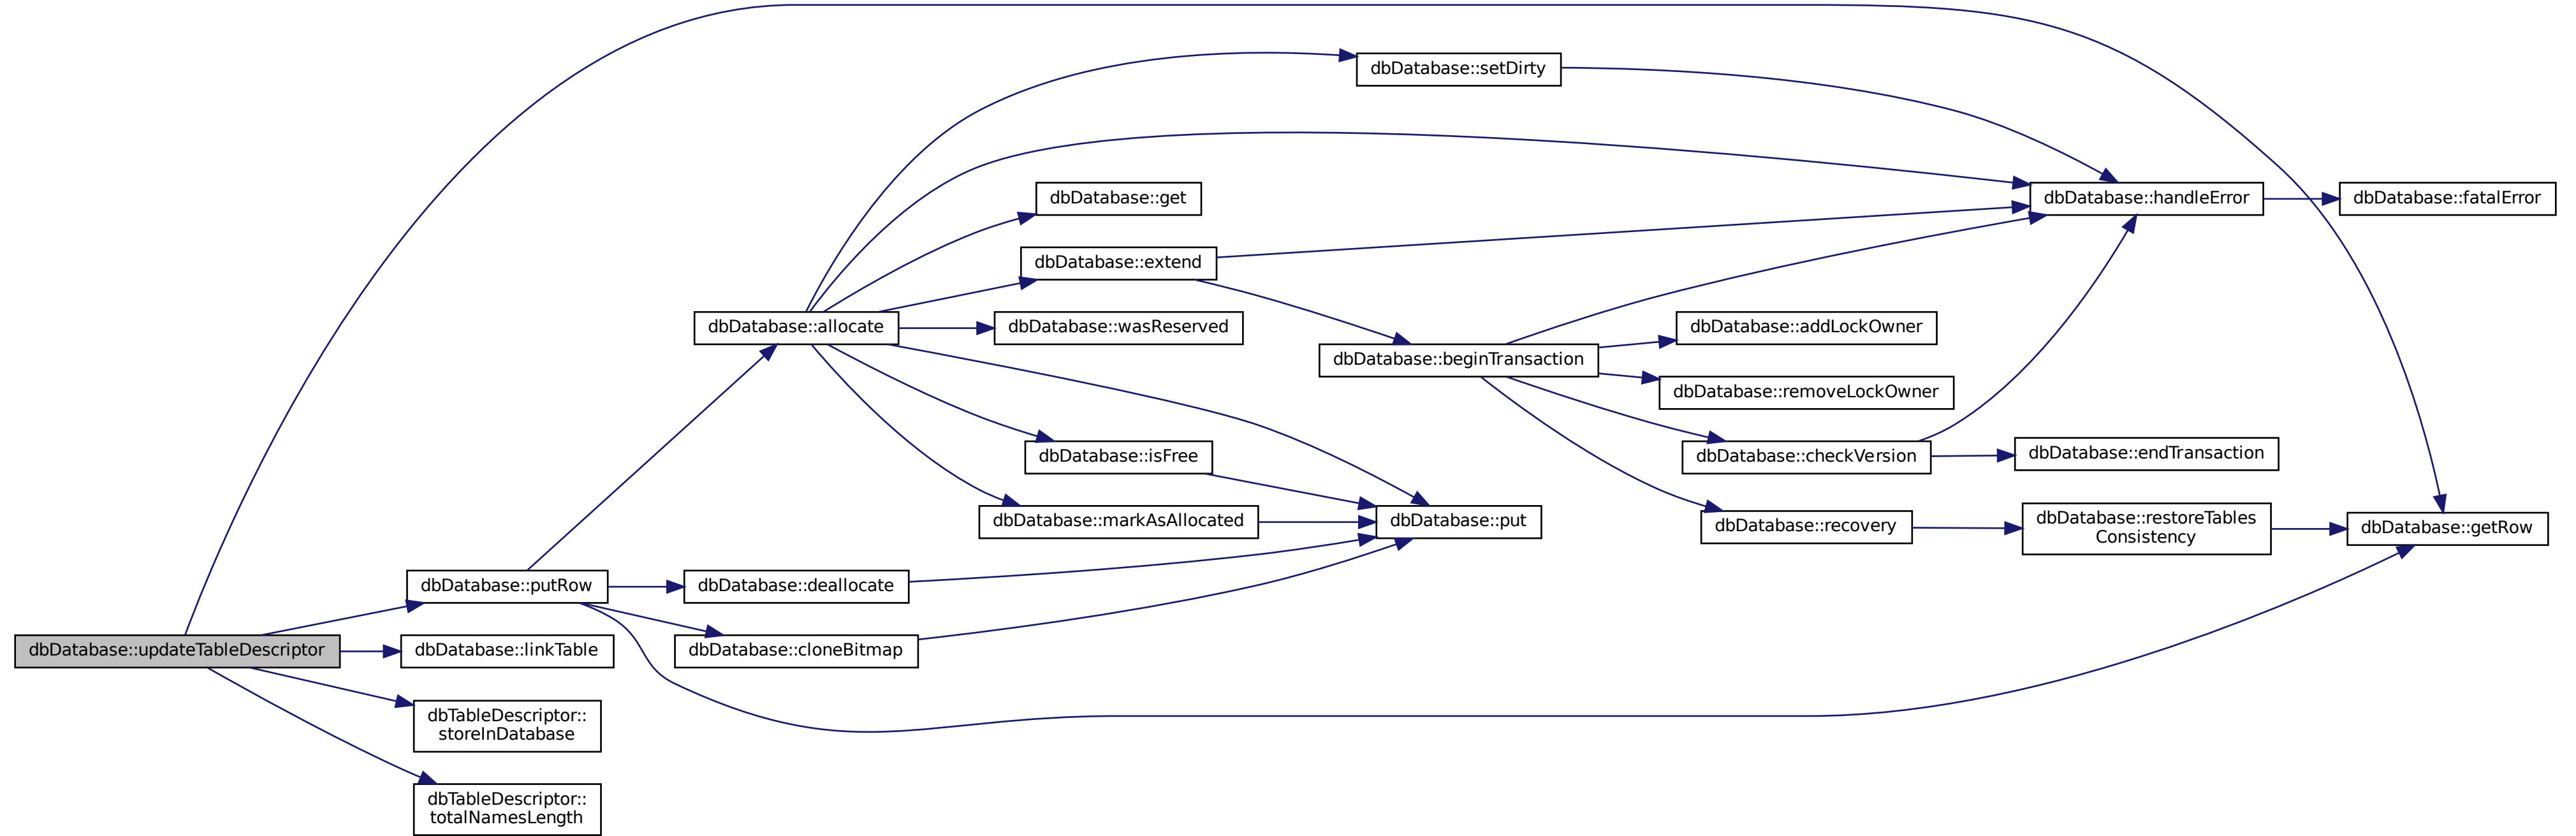 dbDatabase::setDirty
dbDatabase::get
dbDatabase::handleError
dbDatabase::fatalError
dbDatabase::extend
dbDatabase::allocate
dbDatabase::wasReserved
dbDatabase::addLockOwner
dbDatabase::beginTransaction
dbDatabase::removeLockOwner
dbDatabase::isFree
dbDatabase::checkVersion
dbDatabase::endTransaction
dbDatabase::markAsAllocated
dbDatabase::put
dbDatabase::recovery
dbDatabase::restoreTables
Consistency
dbDatabase::getRow
dbDatabase::putRow
dbDatabase::deallocate
dbDatabase::updateTableDescriptor
dbDatabase::linkTable
dbDatabase::cloneBitmap
dbTableDescriptor::
storeInDatabase
dbTableDescriptor::
totalNamesLength